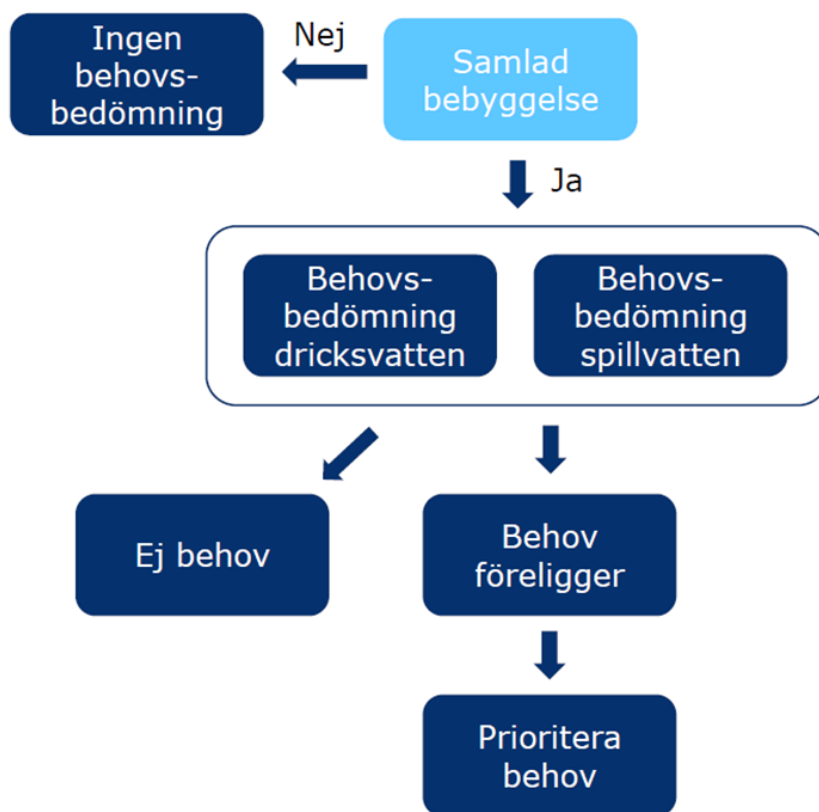 Ingen
behovs-
bedömning
Nej
Samlad
bebyggelse
Ja
Behovs-
bedömning
dricksvatten
Behovs-
bedömning
spillvatten
Ej behov
Behov
föreligger
Prioritera
behov